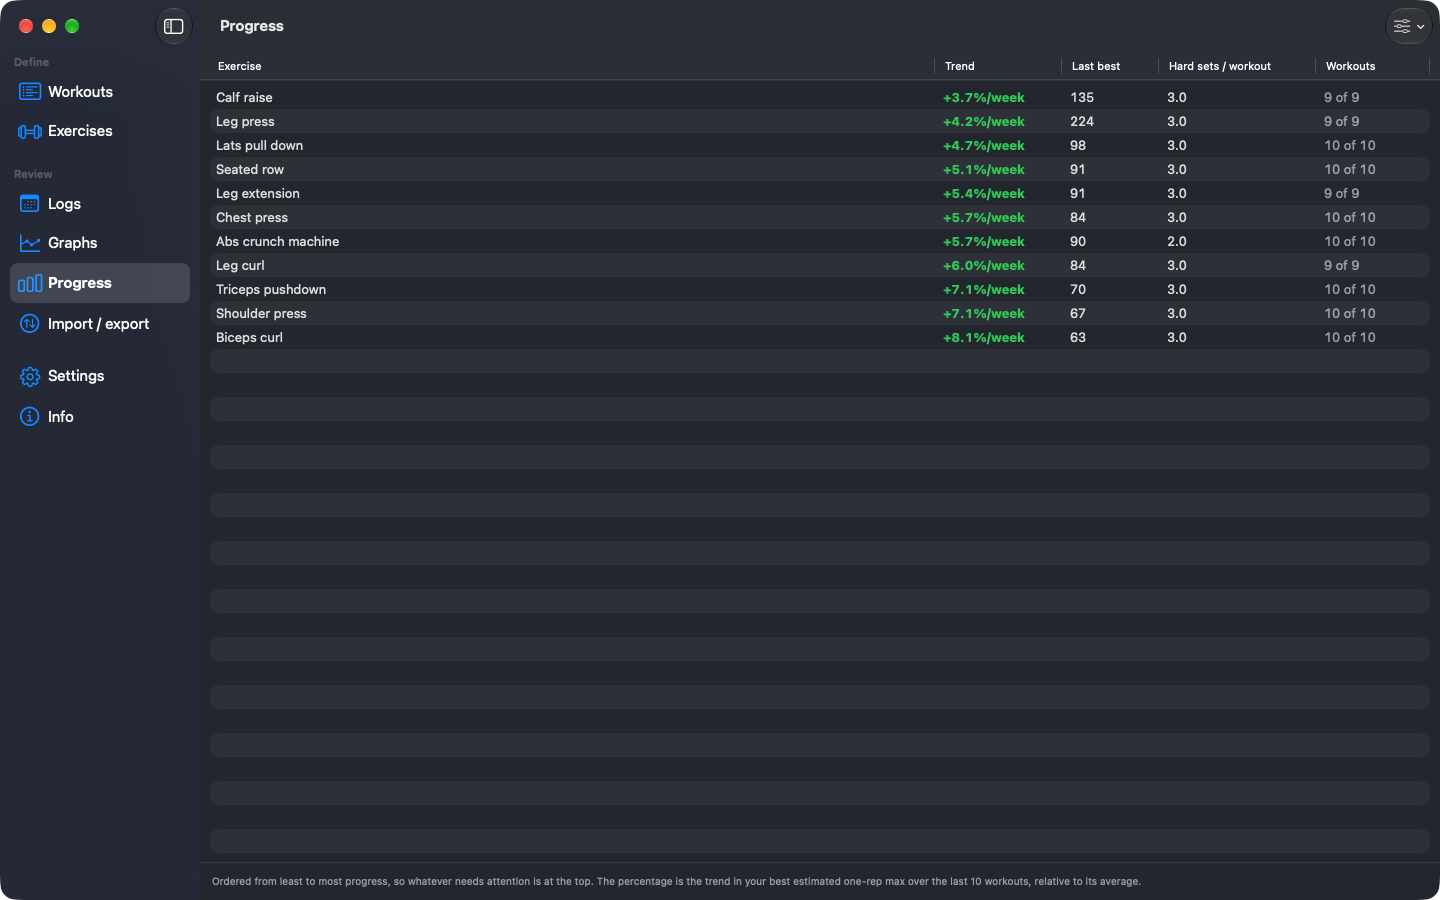 Progress
Define
Workouts
Exercises
Review
Logs
Graphs
Progress
Import / export
Settings
Info
Exercise Trend Last best Hard sets / workout Workouts
Calf raise +3.7%/week 135 3.0 9 of 9
Leg press +4.2%/week 224 3.0 9 of 9
Lats pull down +4.7%/week 98 3.0 10 of 10
Seated row +5.1%/week 91 3.0 10 of 10
Leg extension +5.4%/week 91 3.0 9 of 9
Chest press +5.7%/week 84 3.0 10 of 10
Abs crunch machine +5.7%/week 90 2.0 10 of 10
Leg curl +6.0%/week 84 3.0 9 of 9
Triceps pushdown +7.1%/week 70 3.0 10 of 10
Shoulder press +7.1%/week 67 3.0 10 of 10
Biceps curl +8.1%/week 63 3.0 10 of 10
Ordered from least to most progress, so whatever needs attention is at the top. The percentage is the trend in your best estimated one-rep max over the last 10 workouts, relative to its average.